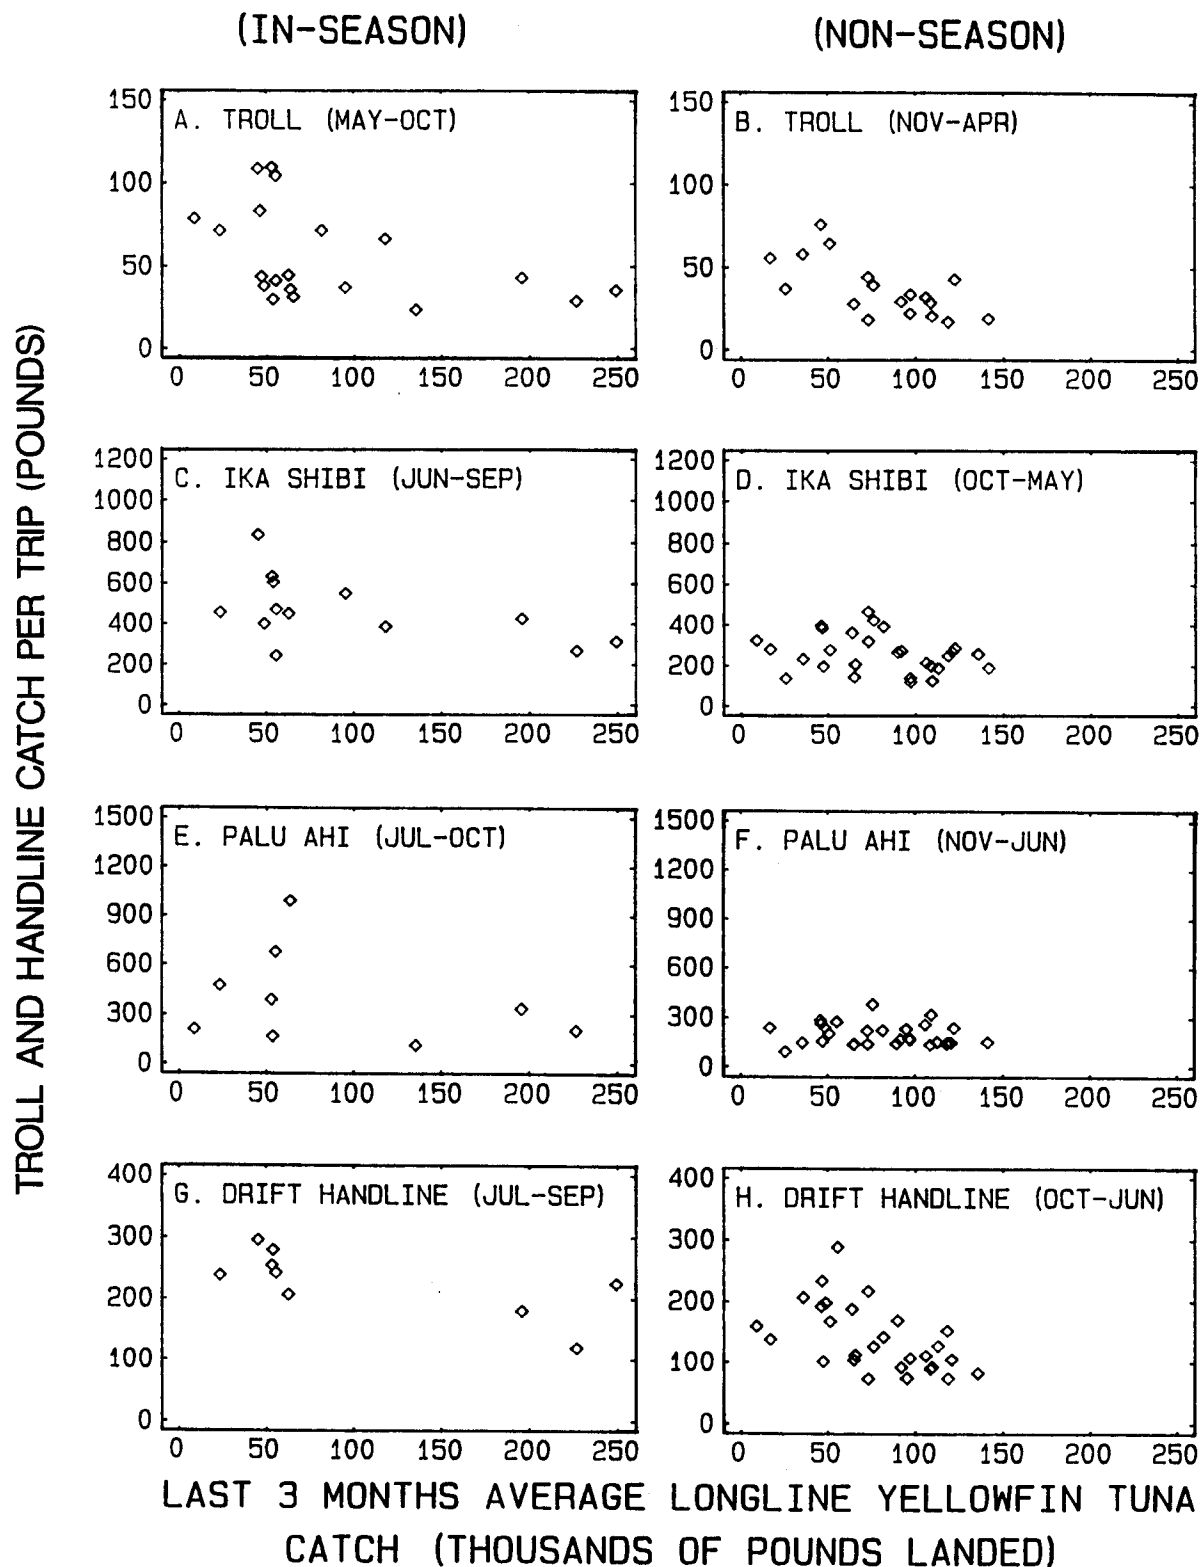 (IN-SEASON) (NON-SEASON)
A. TROLL (MAY-OCT)
150
100
50
0
0 50 100 150 200 250
B. TROLL (NOV-APR)
150
100
50
0
0 50 100 150 200 250
C. IKA SHIBI (JUN-SEP)
1200
1000
800
600
400
200
0
0 50 100 150 200 250
D. IKA SHIBI (OCT-MAY)
1200
1000
800
600
400
200
0
0 50 100 150 200 250
E. PALU AHI (JUL-OCT)
1500
1200
900
600
300
0
0 50 100 150 200 250
F. PALU AHI (NOV-JUN)
1500
1200
900
600
300
0
0 50 100 150 200 250
G. DRIFT HANDLINE (JUL-SEP)
400
300
200
100
0
0 50 100 150 200 250
H. DRIFT HANDLINE (OCT-JUN)
400
300
200
100
0
0 50 100 150 200 250
TROLL AND HANDLINE CATCH PER TRIP (POUNDS)
LAST 3 MONTHS AVERAGE LONGLINE YELLOWFIN TUNA
CATCH (THOUSANDS OF POUNDS LANDED)